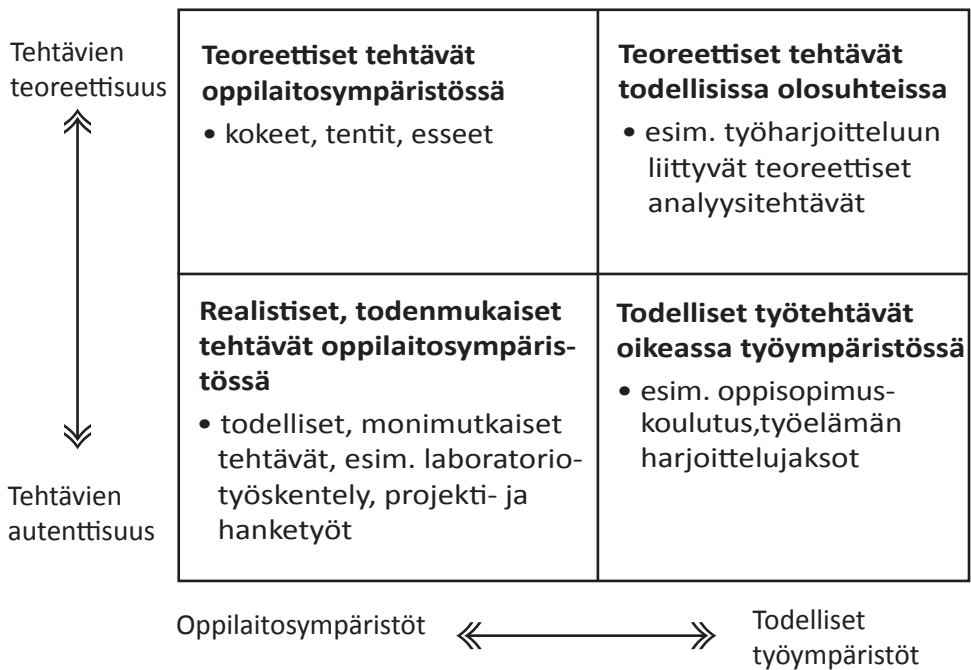 Tehtävien
teoreettisuus
Teoreettiset tehtävät
oppilaitosympäristössä
• kokeet, tentit, esseet
Teoreettiset tehtävät
todellisissa olosuhteissa
• esim. työharjoitteluun
liittyvät teoreettiset
analyysitehtävät
Realistiset, todenmukaiset
tehtävät oppilaitosympäris-
tössä
• todelliset, monimutkaiset
tehtävät, esim. laboratorio-
työskentely, projekti- ja
hanketyöt
Todelliset työtehtävät
oikeassa työympäristössä
• esim. oppisopimus-
koulutus,työelämän
harjoittelujaksot
Tehtävien
autenttisuus
Oppilaitosympäristöt
Todelliset
työympäristöt